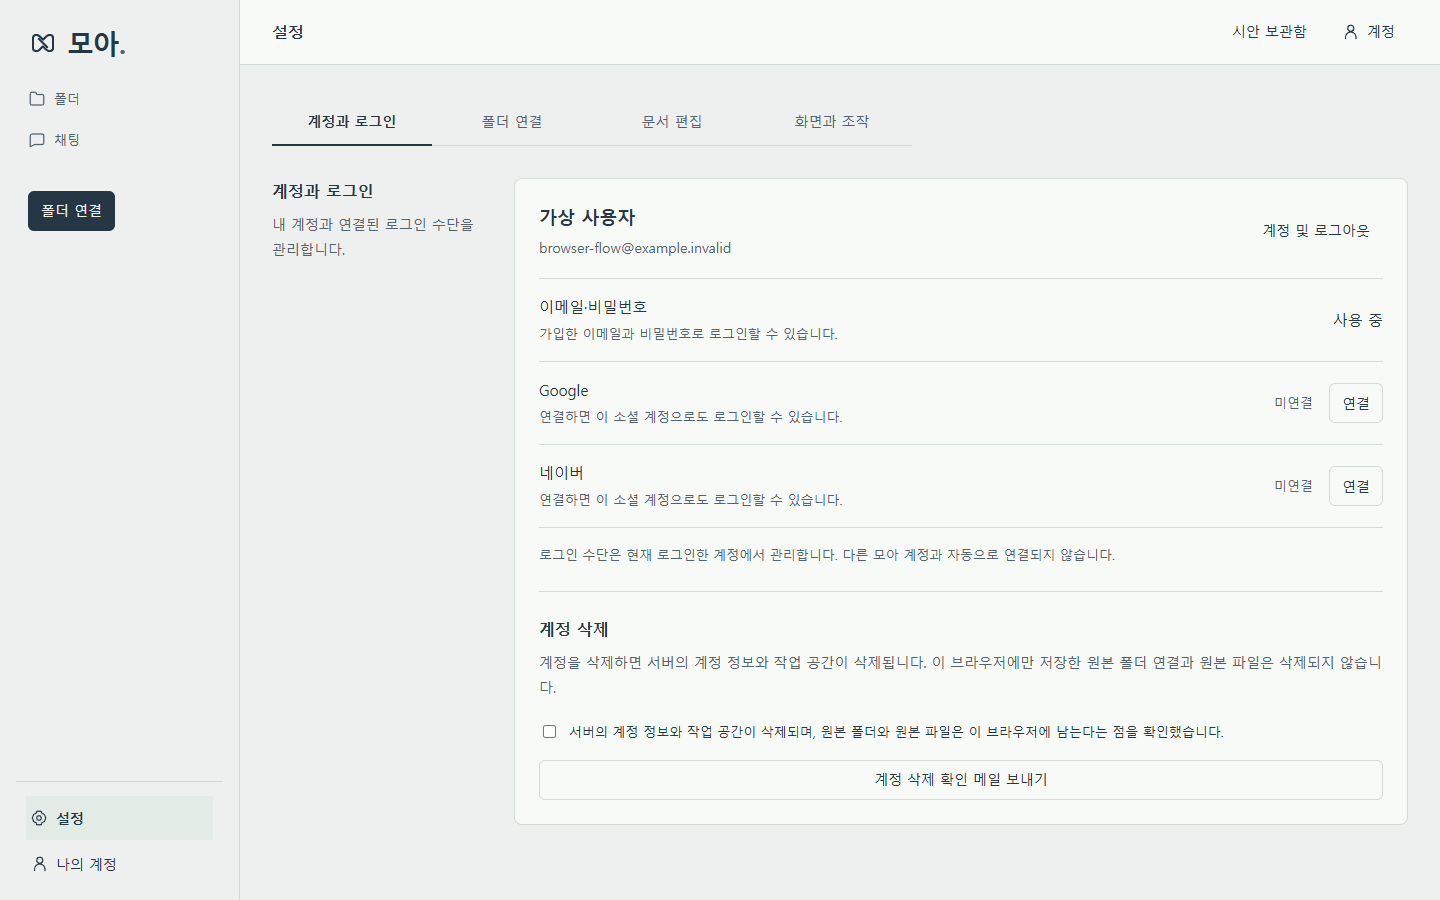 모아.
폴더
채팅
폴더 연결
설정
나의 계정
설정
시안 보관함
계정
계정과 로그인
폴더 연결
문서 편집
화면과 조작
계정과 로그인
내 계정과 연결된 로그인 수단을
관리합니다.
가상 사용자
browser-flow@example.invalid
계정 및 로그아웃
이메일·비밀번호
가입한 이메일과 비밀번호로 로그인할 수 있습니다.
사용 중
Google
연결하면 이 소셜 계정으로도 로그인할 수 있습니다.
미연결
연결
네이버
연결하면 이 소셜 계정으로도 로그인할 수 있습니다.
미연결
연결
로그인 수단은 현재 로그인한 계정에서 관리합니다. 다른 모아 계정과 자동으로 연결되지 않습니다.
계정 삭제
계정을 삭제하면 서버의 계정 정보와 작업 공간이 삭제됩니다. 이 브라우저에만 저장한 원본 폴더 연결과 원본 파일은 삭제되지 않습니
다.
서버의 계정 정보와 작업 공간이 삭제되며, 원본 폴더와 원본 파일은 이 브라우저에 남는다는 점을 확인했습니다.
계정 삭제 확인 메일 보내기